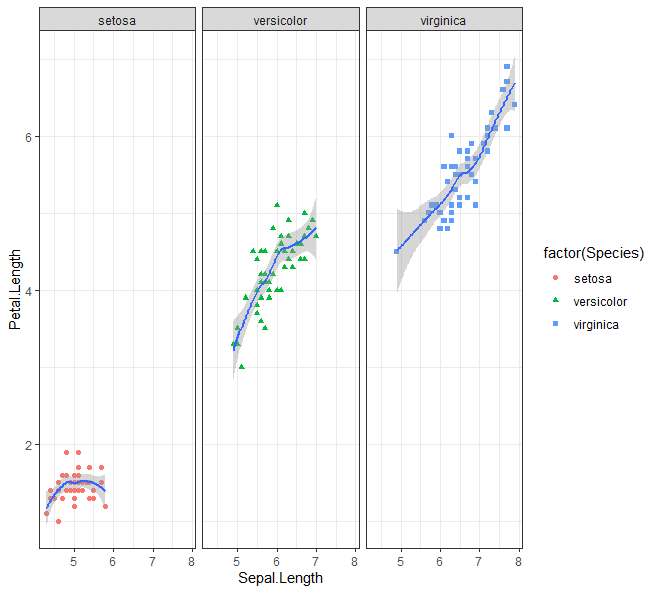 setosa versicolor virginica
6
4
2
5 6 7 8 5 6 7 8 5 6 7 8
Sepal.Length
Petal.Length
factor(Species)
setosa
versicolor
virginica